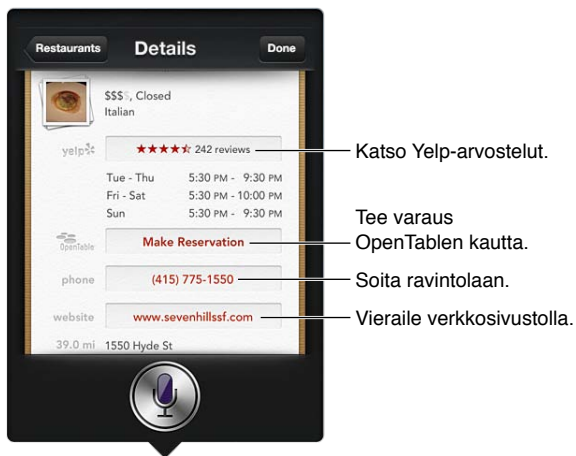 Restaurants
Details
Done
$$$$, Closed
Italian
yelp
242 reviews
Katso Yelp-arvostelut.
Tue - Thu 5:30 PM - 9:30 PM
Fri - Sat 5:30 PM - 10:00 PM
Sun 5:30 PM - 9:30 PM
OpenTable
Make Reservation
Tee varaus
OpenTablen kautta.
phone
(415) 775-1550
Soita ravintolaan.
website
www.sevenhillssf.com
Vieraile verkkosivustolla.
39.0 mi 1550 Hyde St